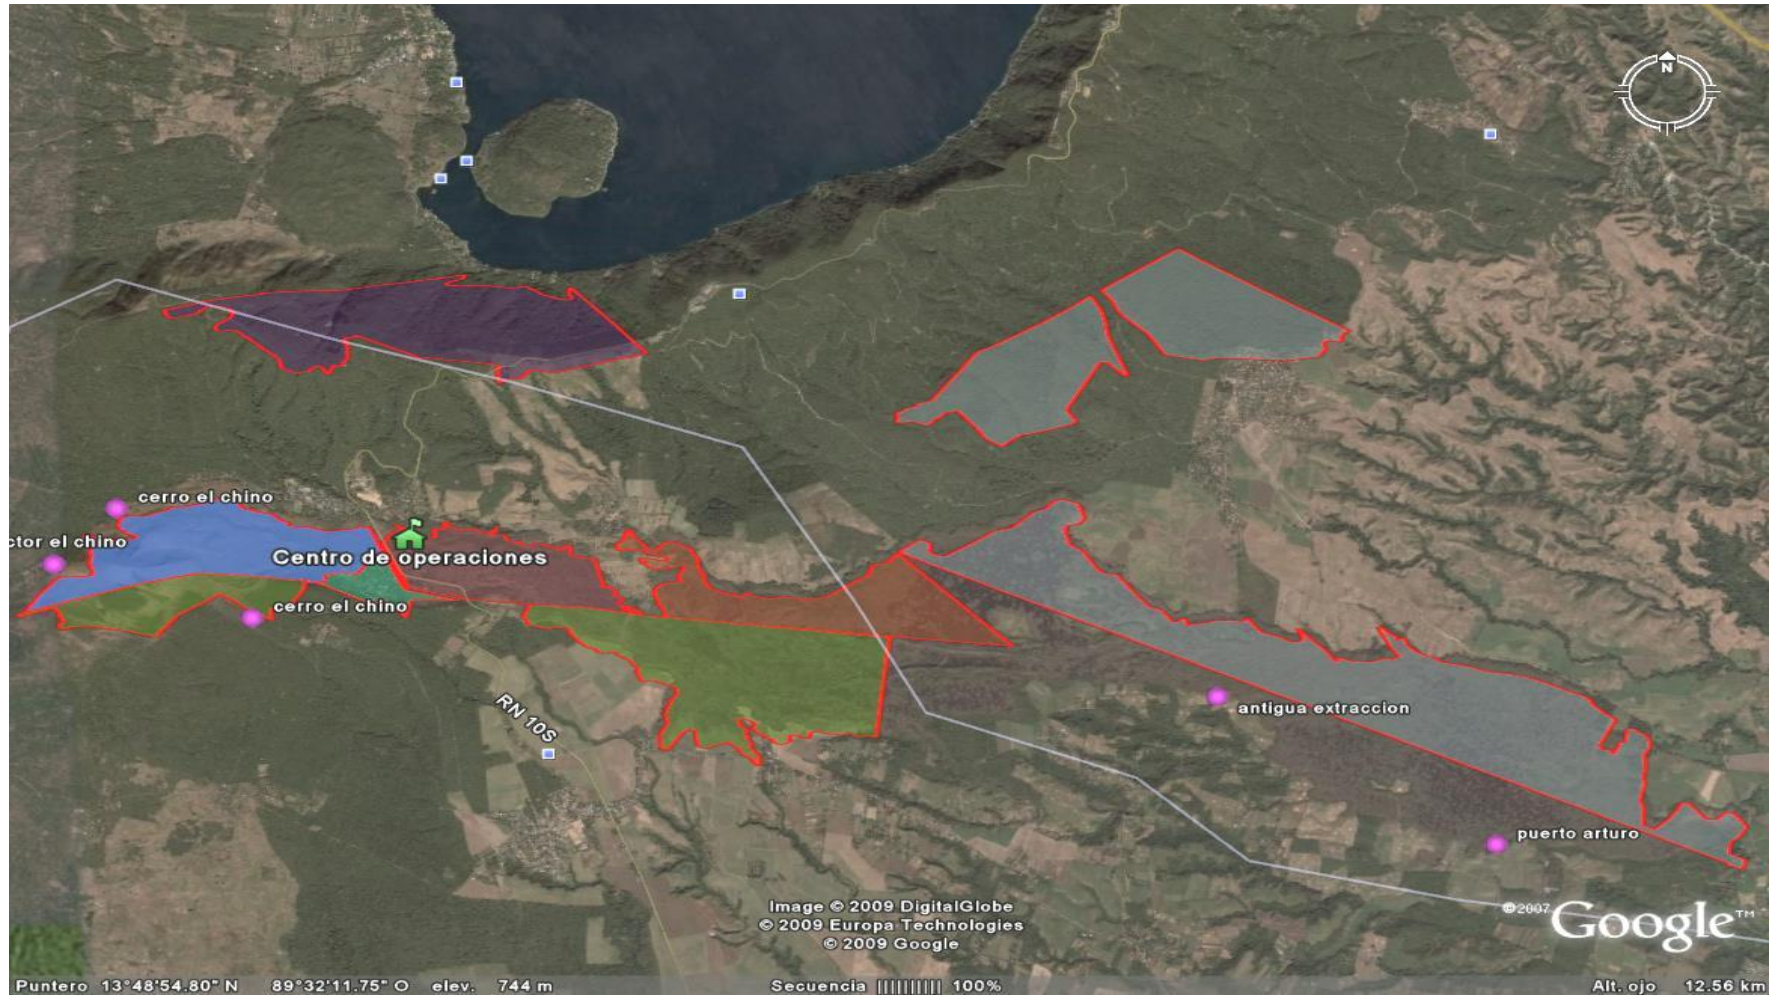 N
cerro el chino
ctor el chino
Centro de operaciones
cerro el chino
RN 10S
antigua extraccion
puerto arturo
Image © 2009 DigitalGlobe
© 2009 Europa Technologies
© 2009 Google
©2007 Google™
Puntero 13°48'54.80" N 89°32'11.75" O elev. 744 m Secuencia |||||||||| 100% Alt. ojo 12.56 km